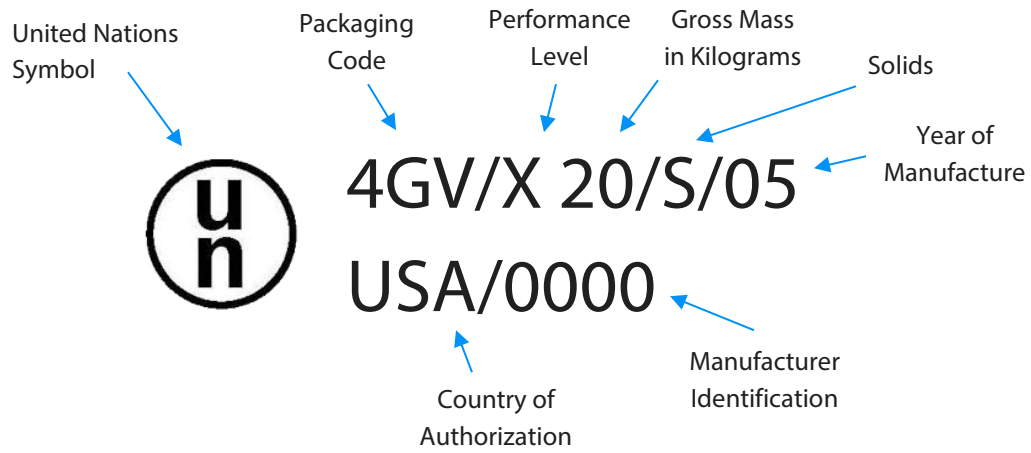 United Nations
Symbol
Packaging
Code
Performance
Level
Gross Mass
in Kilograms
Solids
Year of
Manufacture
u
n
4GV/X 20/S/05
USA/0000
Country of
Authorization
Manufacturer
Identification